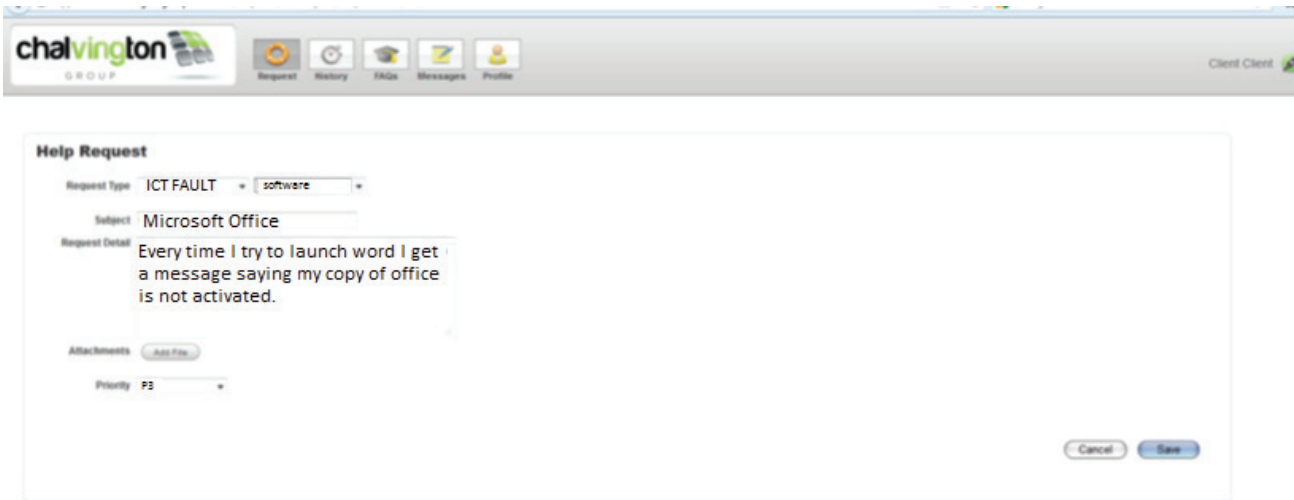 chalvington
GROUP
Request History FAQs Messages Profile
Client Client
Help Request
Request Type ICT FAULT software
Subject Microsoft Office
Request Detail Every time I try to launch word I get
a message saying my copy of office
is not activated.
Attachments Add File
Priority P3
Cancel Save